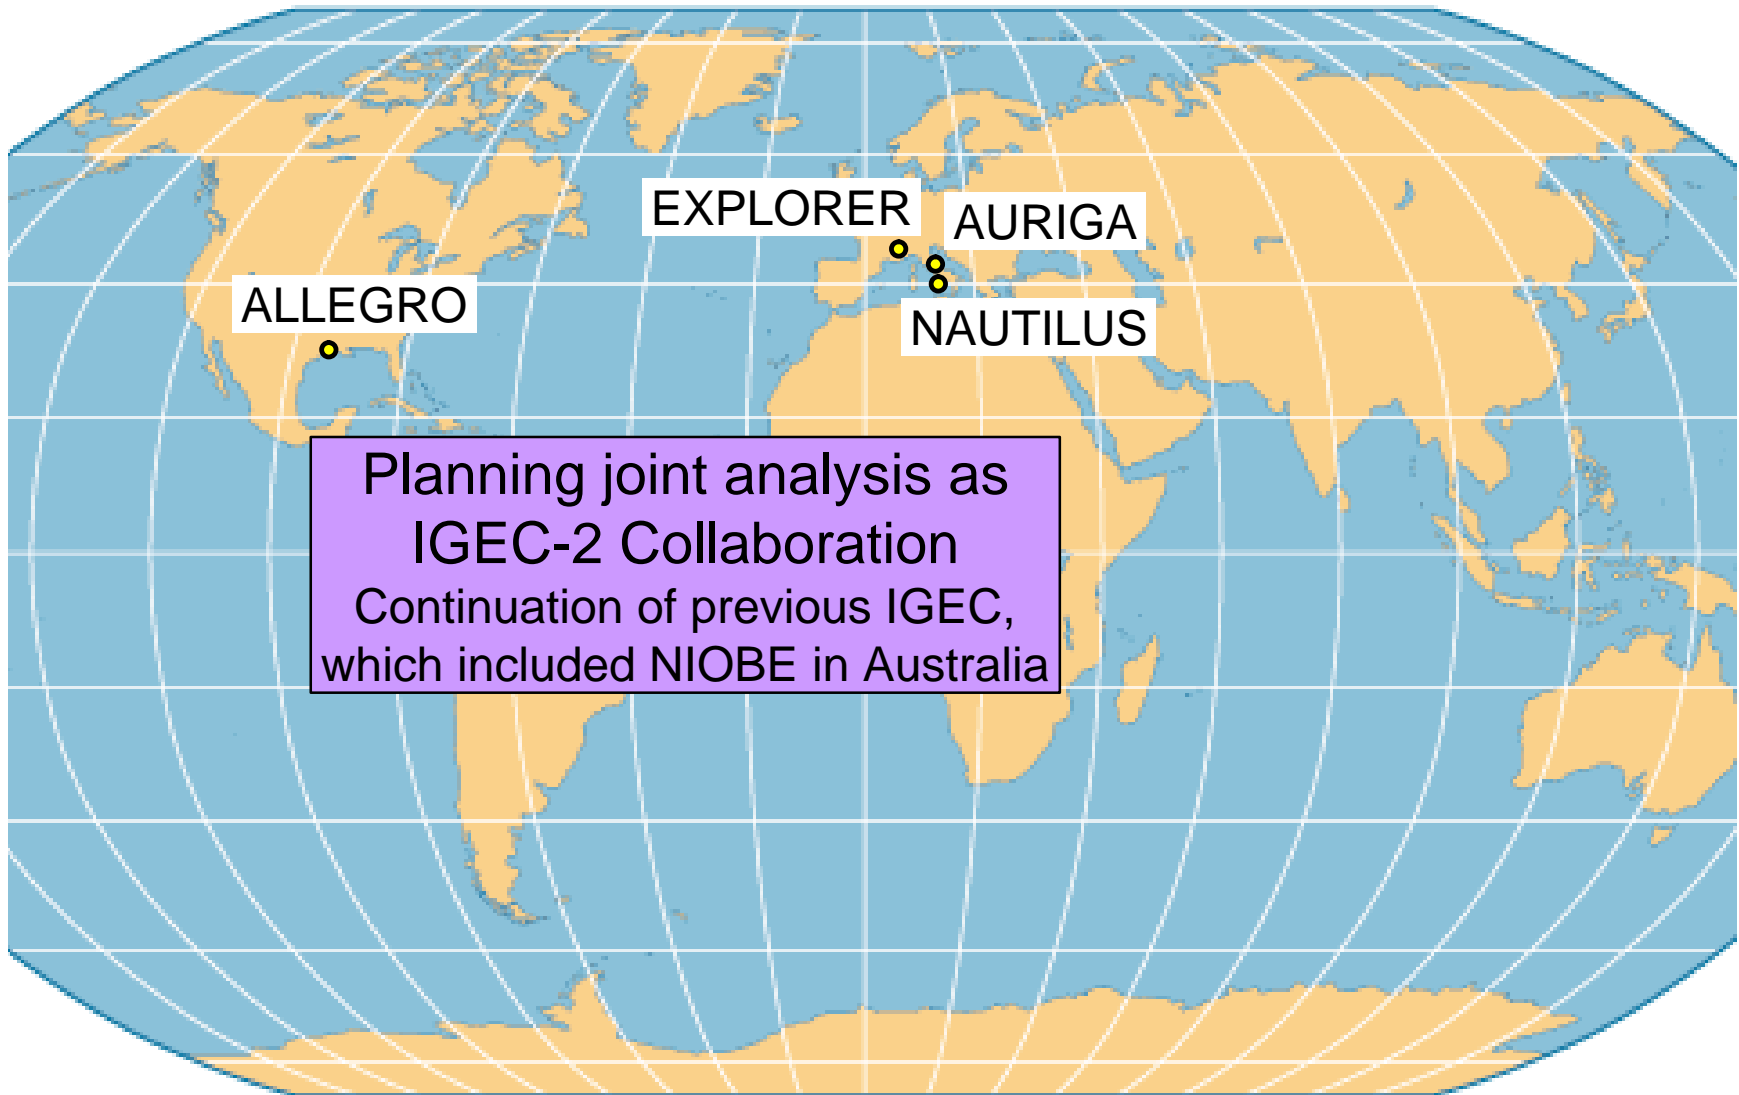 EXPLORER
AURIGA
ALLEGRO
NAUTILUS
Planning joint analysis as
IGEC-2 Collaboration
Continuation of previous IGEC,
which included NIOBE in Australia